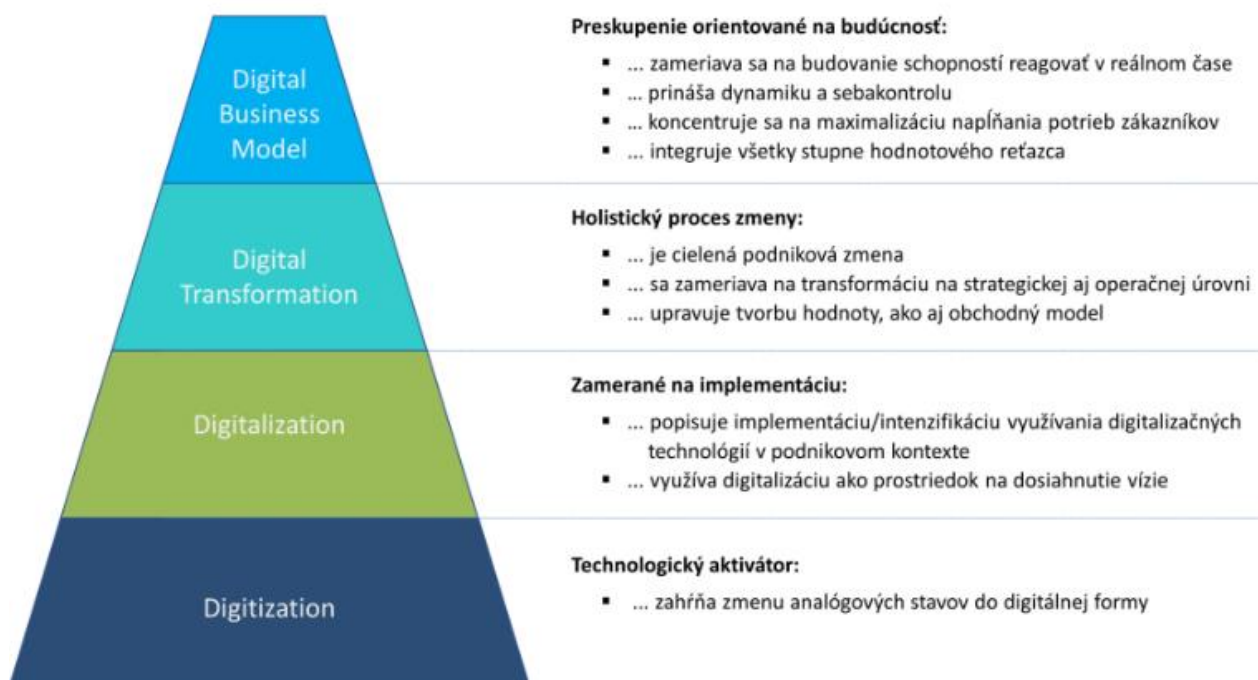 Digital
Business
Model
Preskupenie orientované na budúcnosť:
▪ ... zameriava sa na budovanie schopností reagovať v reálnom čase
▪ ... prináša dynamiku a sebakontrolu
▪ ... koncentruje sa na maximalizáciu napĺňania potrieb zákazníkov
▪ ... integruje všetky stupne hodnotového reťazca
Digital
Transformation
Holistický proces zmeny:
▪ ... je cielená podniková zmena
▪ ... sa zameriava na transformáciu na strategickej aj operačnej úrovni
▪ ... upravuje tvorbu hodnoty, ako aj obchodný model
Digitalization
Zamerané na implementáciu:
▪ ... popisuje implementáciu/intenzifikáciu využívania digitalizačných
technológií v podnikovom kontexte
▪ ... využíva digitalizáciu ako prostriedok na dosiahnutie vízie
Digitization
Technologický aktivátor:
▪ ... zahŕňa zmenu analógových stavov do digitálnej formy